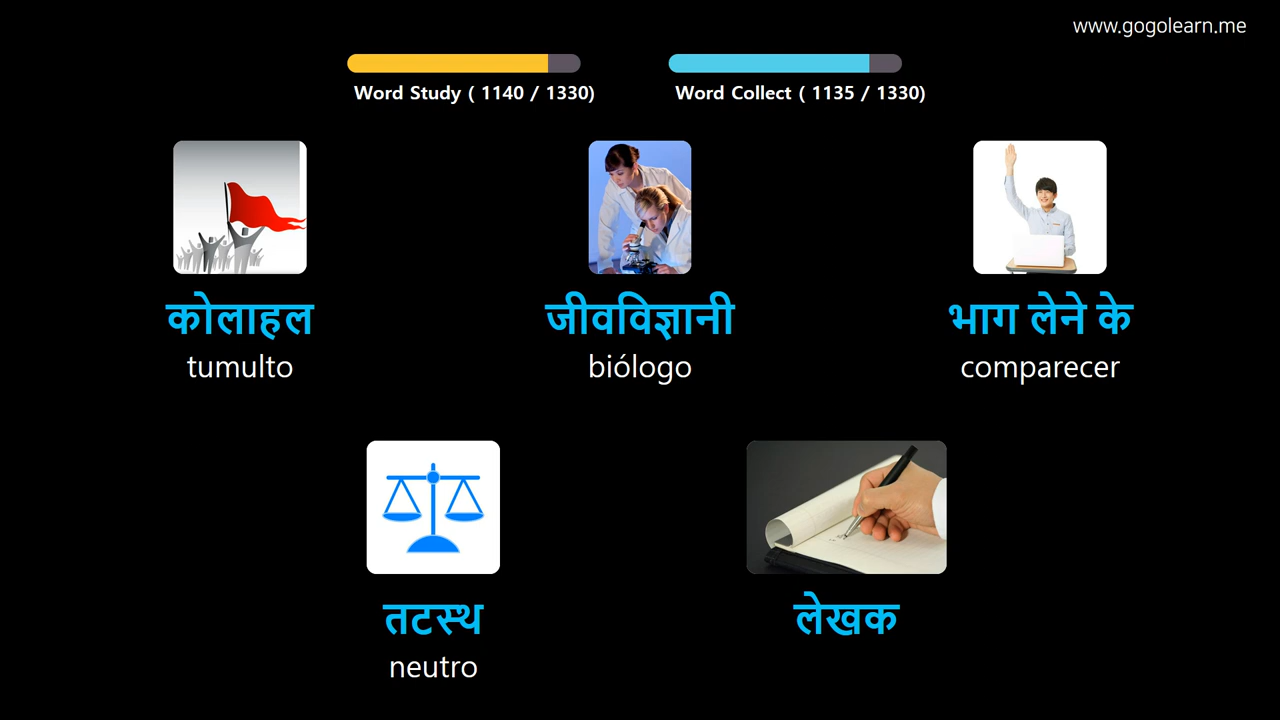 www.gogolearn.me
Word Study ( 1140 / 1330)
Word Collect ( 1135 / 1330)
कोलाहल
tumulto
जीवविज्ञानी
biólogo
भाग लेने के
comparecer
तटस्थ
neutro
लेखक